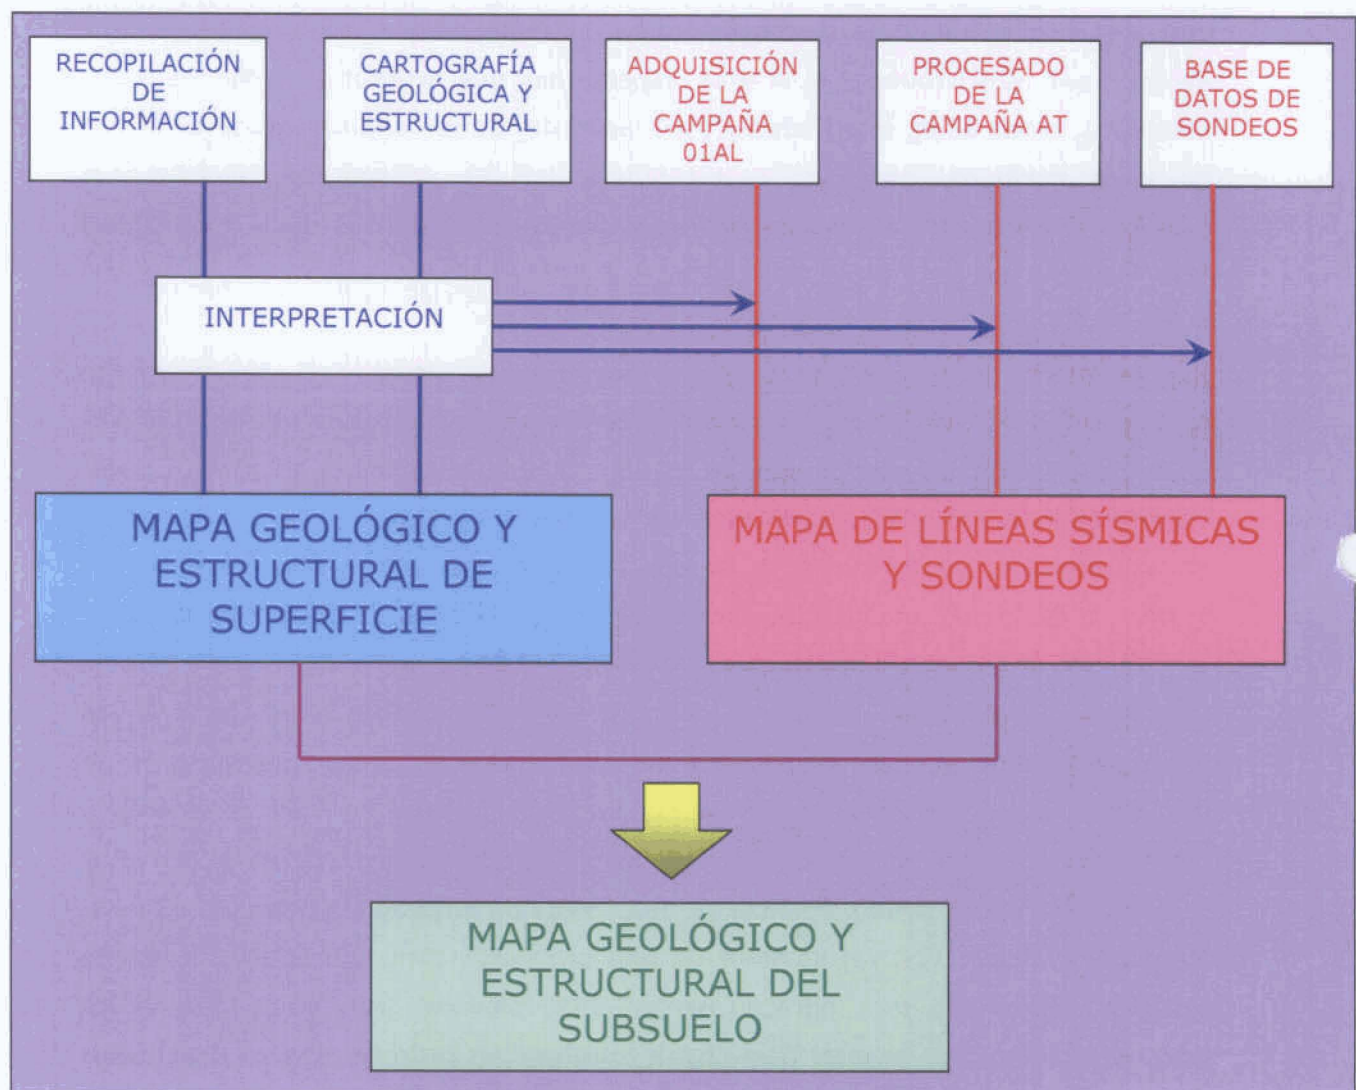 RECOPILACIÓN
DE
INFORMACIÓN
CARTOGRAFÍA
GEOLÓGICA Y
ESTRUCTURAL
ADQUISICIÓN
DE LA
CAMPAÑA
01AL
PROCESADO
DE LA
CAMPAÑA AT
BASE DE
DATOS DE
SONDEOS
INTERPRETACIÓN
MAPA GEOLÓGICO Y
ESTRUCTURAL DE
SUPERFICIE
MAPA DE LÍNEAS SÍSMICAS
Y SONDEOS
MAPA GEOLÓGICO Y
ESTRUCTURAL DEL
SUBSUELO